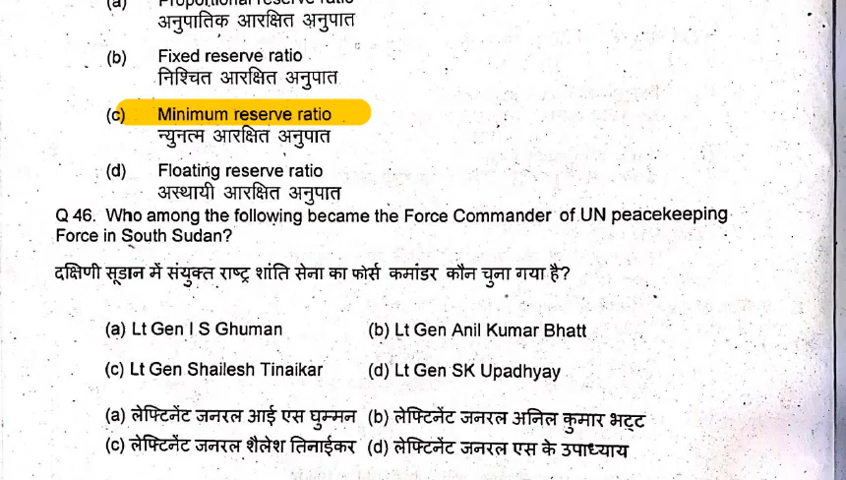 (a) Proportional reserve ratio
अनुपातिक आरक्षित अनुपात
(b) Fixed reserve ratio
निश्चित आरक्षित अनुपात
(c) Minimum reserve ratio
न्युनत्म आरक्षित अनुपात
(d) Floating reserve ratio
अस्थायी आरक्षित अनुपात
Q 46. Who among the following became the Force Commander of UN peacekeeping
Force in South Sudan?
दक्षिणी सूडान में संयुक्त राष्ट्र शांति सेना का फोर्स कमांडर कौन चुना गया है?
(a) Lt Gen I S Ghuman (b) Lt Gen Anil Kumar Bhatt
(c) Lt Gen Shailesh Tinaikar (d) Lt Gen SK Upadhyay
(a) लेफ्टिनेंट जनरल आई एस घुम्मन (b) लेफ्टिनेंट जनरल अनिल कुमार भट्ट
(c) लेफ्टिनेंट जनरल शैलेश तिनाईकर (d) लेफ्टिनेंट जनरल एस के उपाध्याय